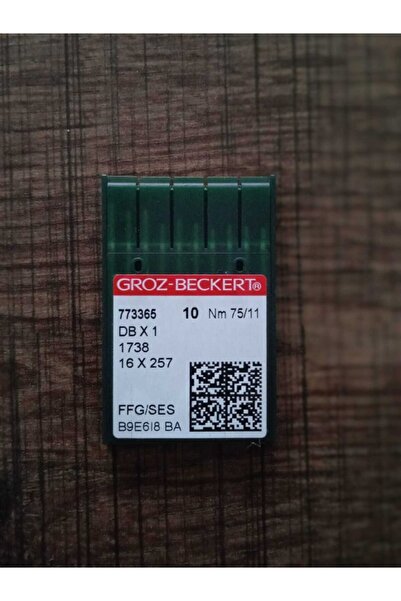 GROZ-BECKERT®
773365 10 Nm 75/11
DB X 1
1738
16 X 257
FFG/SES
B9E6I8 BA